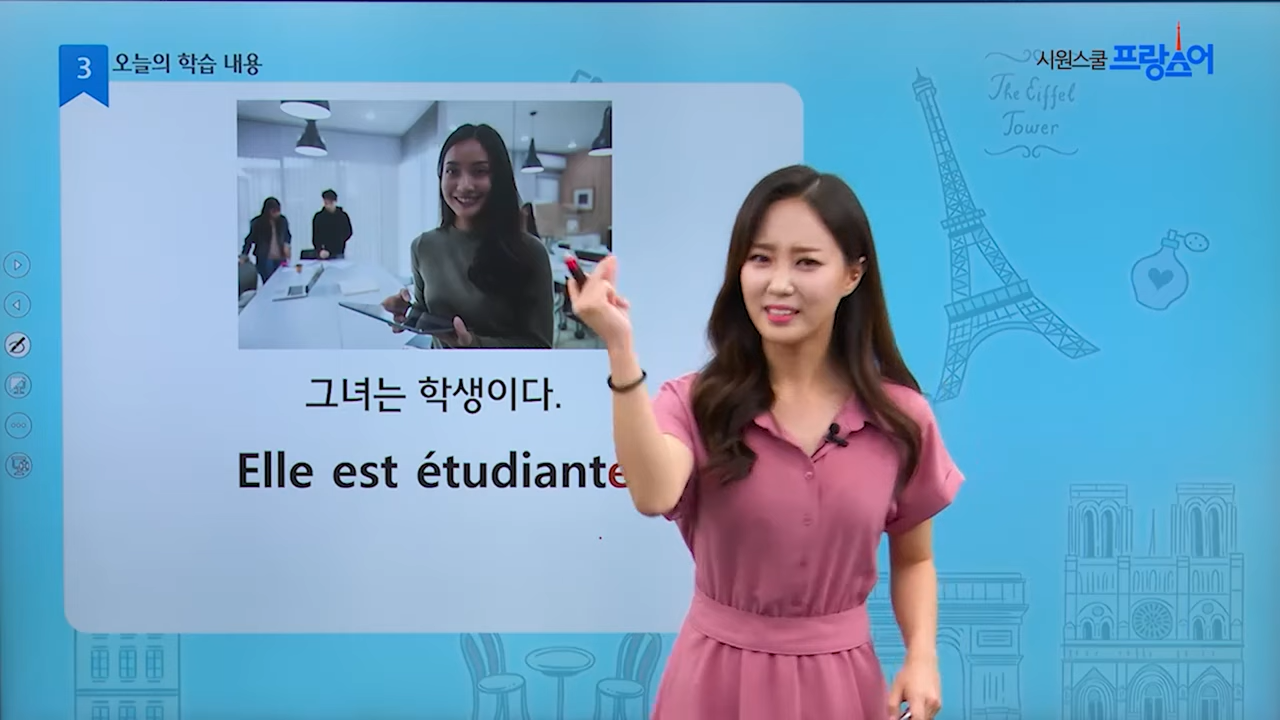 3 오늘의 학습 내용
시원스쿨 프랑스어
The Eiffel
Tower
그녀는 학생이다.
Elle est étudiante